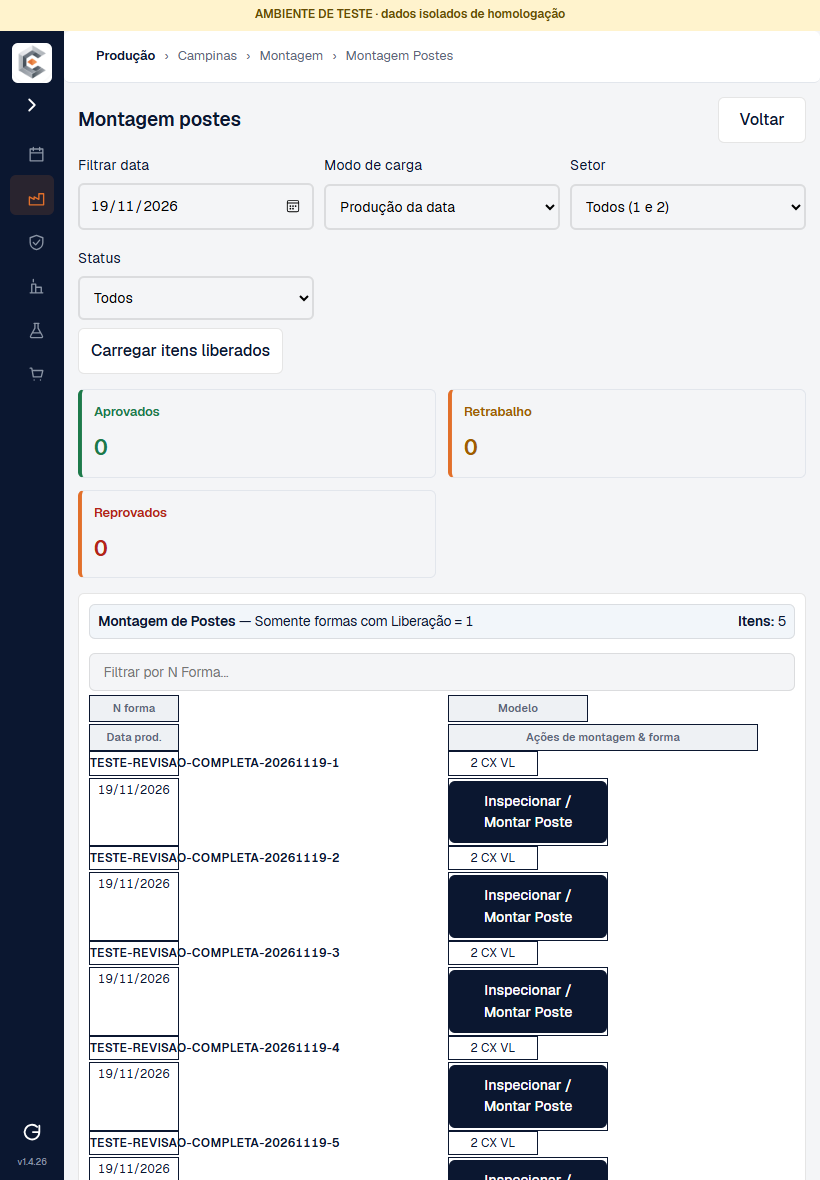 AMBIENTE DE TESTE · dados isolados de homologação
Produção › Campinas › Montagem › Montagem Postes
Montagem postes
Voltar
Filtrar data
Modo de carga
Setor
19/11/2026
Produção da data
Todos (1 e 2)
Status
Todos
Carregar itens liberados
Aprovados
0
Retrabalho
0
Reprovados
0
Montagem de Postes — Somente formas com Liberação = 1
Itens: 5
Filtrar por N Forma...
N forma
Modelo
Data prod.
Ações de montagem & forma
TESTE-REVISAO-COMPLETA-20261119-1
2 CX VL
19/11/2026
Inspecionar /
Montar Poste
TESTE-REVISAO-COMPLETA-20261119-2
2 CX VL
19/11/2026
Inspecionar /
Montar Poste
TESTE-REVISAO-COMPLETA-20261119-3
2 CX VL
19/11/2026
Inspecionar /
Montar Poste
TESTE-REVISAO-COMPLETA-20261119-4
2 CX VL
19/11/2026
Inspecionar /
Montar Poste
TESTE-REVISAO-COMPLETA-20261119-5
2 CX VL
19/11/2026
Inspecionar /
v1.4.26